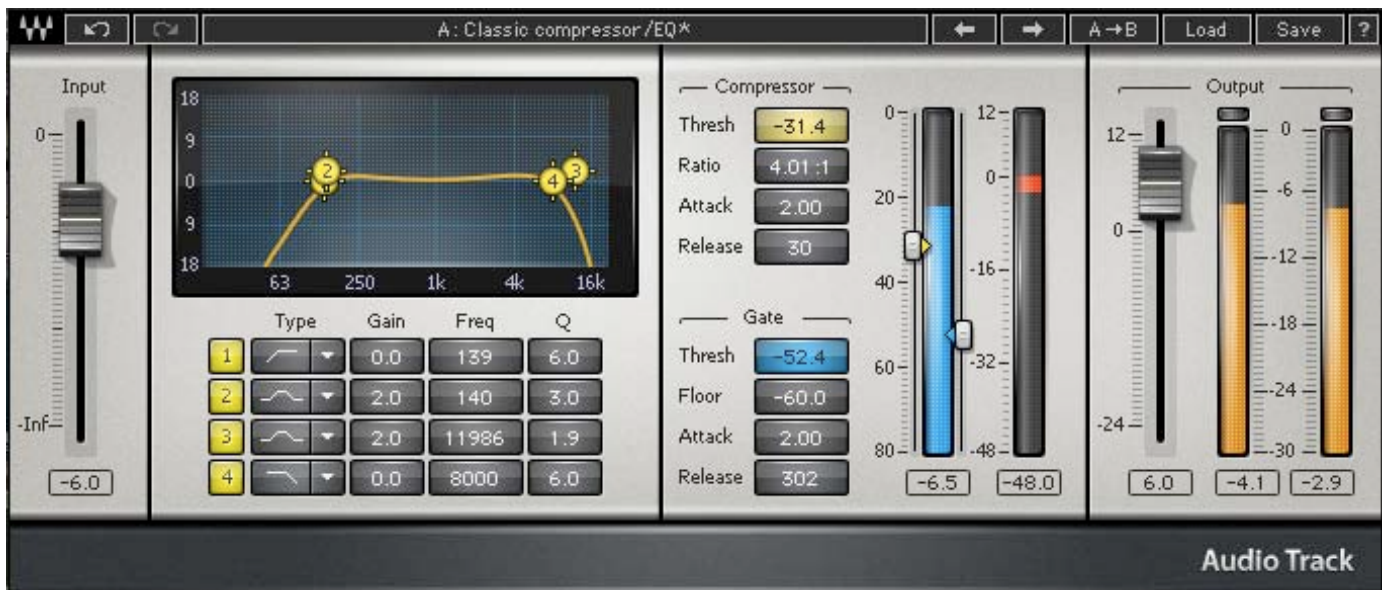 A: Classic compressor/EQ*
A→B
Load
Save
?
Input
0
-Inf
-6.0
18
9
0
9
18
63 250 1k 4k 16k
2
4
3
Type Gain Freq Q
1 0.0 139 6.0
2 2.0 140 3.0
3 2.0 11986 1.9
4 0.0 8000 6.0
Compressor
Thresh -31.4
Ratio 4.01:1
Attack 2.00
Release 30
Gate
Thresh -52.4
Floor -60.0
Attack 2.00
Release 302
0
20
40
60
80
-6.5
12
0
-16
-32
-48
-48.0
Output
12
0
-24
6.0
0
-6
-12
-18
-24
-30
-4.1
-2.9
Audio Track